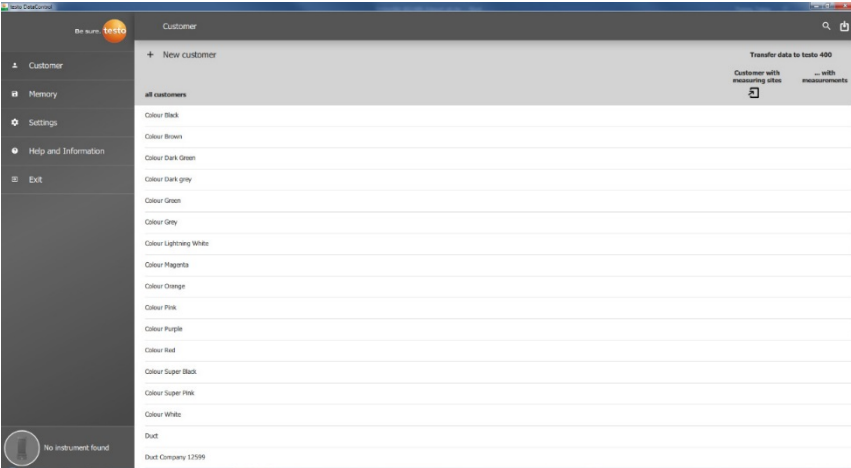 testo DataControl
Be sure. testo
Customer
Customer
Memory
Settings
Help and Information
Exit
No instrument found
+ New customer
Transfer data to testo 400
Customer with
measuring sites
... with
measurements
all customers
Colour Black
Colour Brown
Colour Dark Green
Colour Dark grey
Colour Green
Colour Grey
Colour Lightning White
Colour Magenta
Colour Orange
Colour Pink
Colour Purple
Colour Red
Colour Super Black
Colour Super Pink
Colour White
Duct
Duct Company 12599